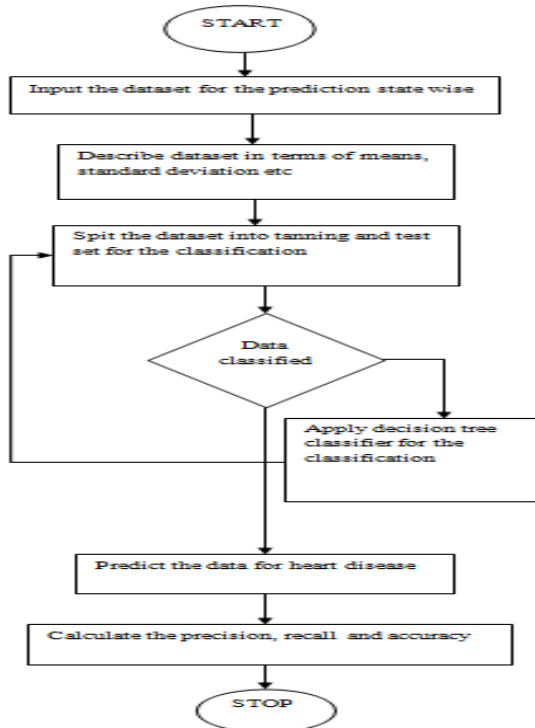 START
Input the dataset for the prediction state wise
Describe dataset in terms of means,
standard deviation etc
Spit the dataset into tanning and test
set for the classification
Data
classified
Apply decision tree
classifier for the
classification
Predict the data for heart disease
Calculate the precision, recall and accuracy
STOP